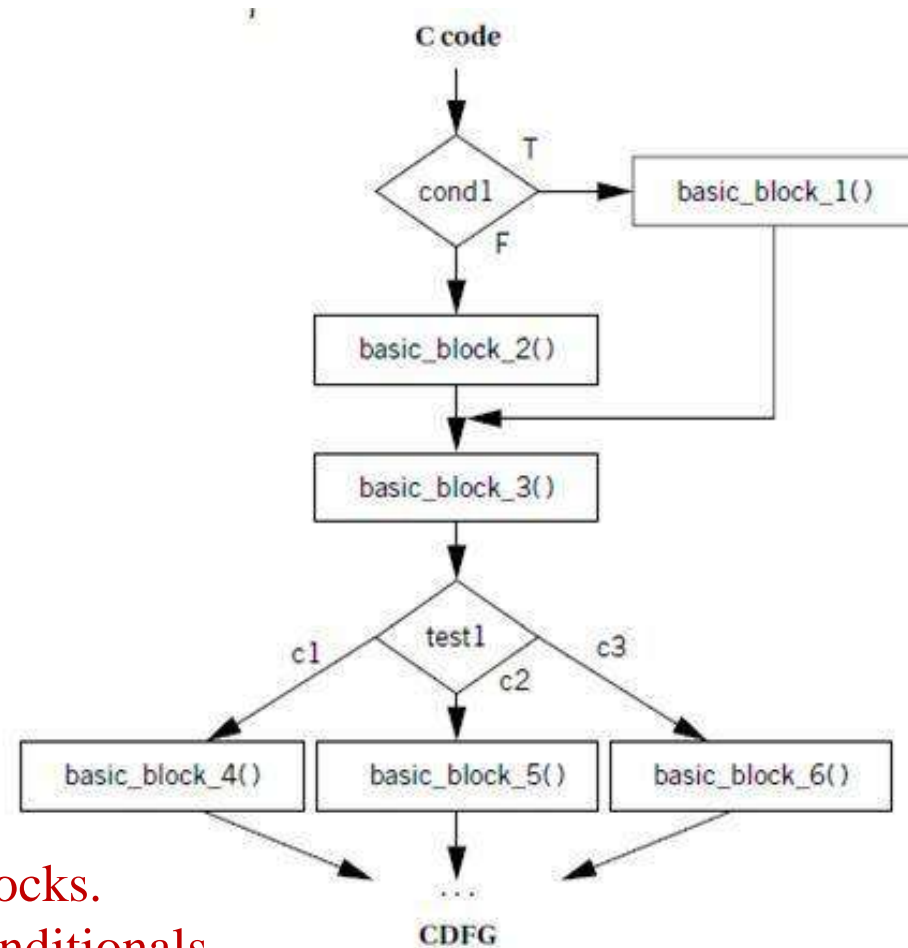 C code
T
cond1
basic_block_1()
F
basic_block_2()
basic_block_3()
test1
c1
c3
c2
basic_block_4()
basic_block_5()
basic_block_6()
...
CDFG